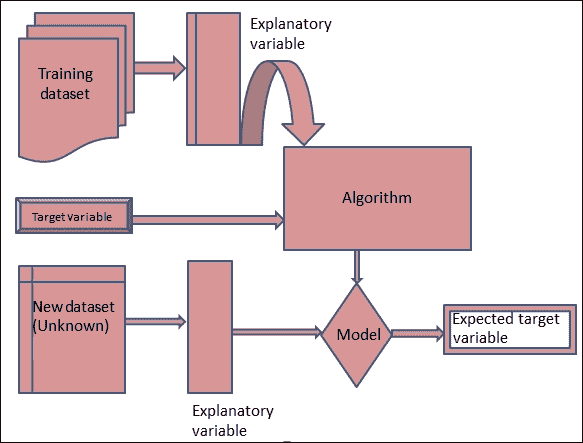 Explanatory
variable
Training
dataset
Algorithm
Target variable
New dataset
(Unknown)
Model
Expected target
variable
Explanatory
variable